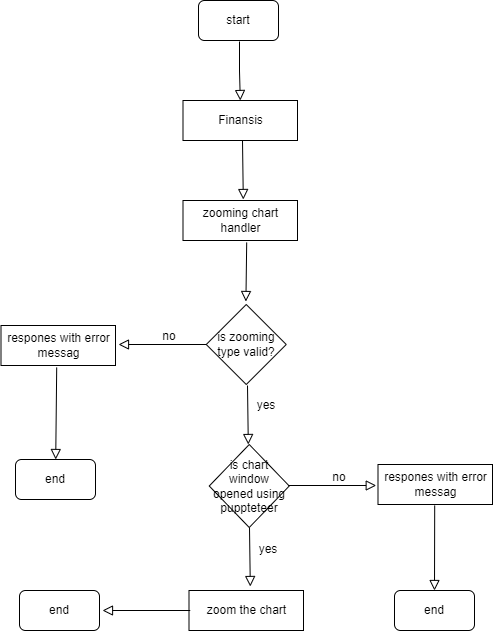 start
Finansis
zooming chart
handler
is zooming
type valid?
no
respones with error
messag
end
yes
is chart
window
opened using
puppteteer
no
respones with error
messag
end
yes
zoom the chart
end